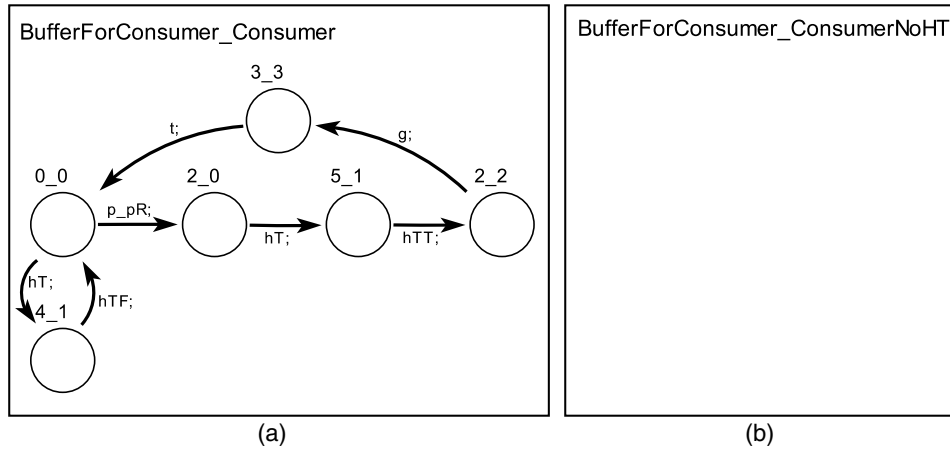 BufferForConsumer_Consumer
BufferForConsumer_ConsumerNoHT
3_3
t;
g;
0_0
2_0
5_1
2_2
p_pR;
hT;
hTT;
hT;
hTF;
4_1
(a)
(b)